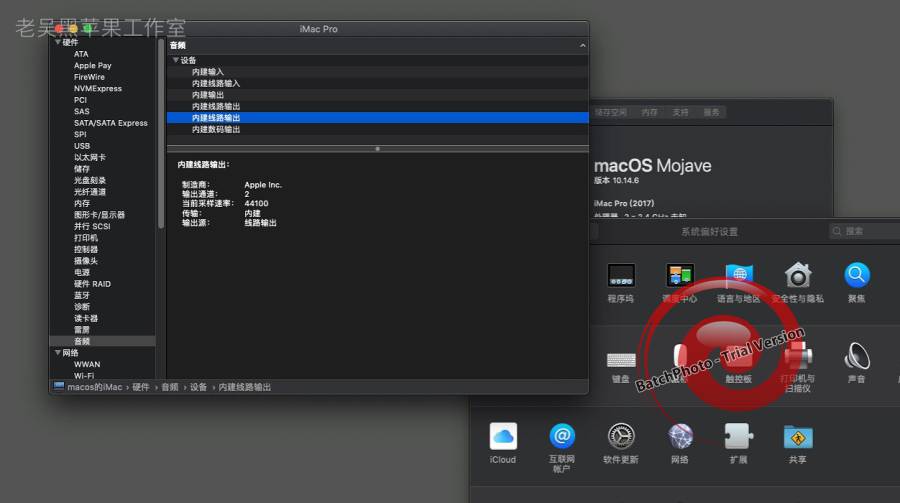 老吴黑苹果工作室
iMac Pro
硬件
ATA
Apple Pay
FireWire
NVMExpress
PCI
SAS
SATA/SATA Express
SPI
USB
以太网卡
储存
光盘刻录
光纤通道
内存
图形卡/显示器
并行 SCSI
打印机
控制器
摄像头
电源
硬件 RAID
蓝牙
诊断
读卡器
雷雳
音频
网络
WWAN
Wi-Fi
音频
设备
内建输入
内建线路输入
内建输出
内建线路输出
内建线路输出
内建数码输出
内建线路输出：
制造商： Apple Inc.
输出通道： 2
当前采样速率： 44100
传输： 内建
输出源： 线路输出
macos的iMac › 硬件 › 音频 › 设备 › 内建线路输出
储存空间 内存 支持 服务
macOS Mojave
版本 10.14.6
iMac Pro (2017)
系统偏好设置
搜索
程序坞 调度中心 语言与地区 安全性与隐私 聚焦
键盘 触控板 打印机与 声音
扫描仪
BatchPhoto - Trial Version
iCloud 互联网 软件更新 网络 扩展 共享
帐户